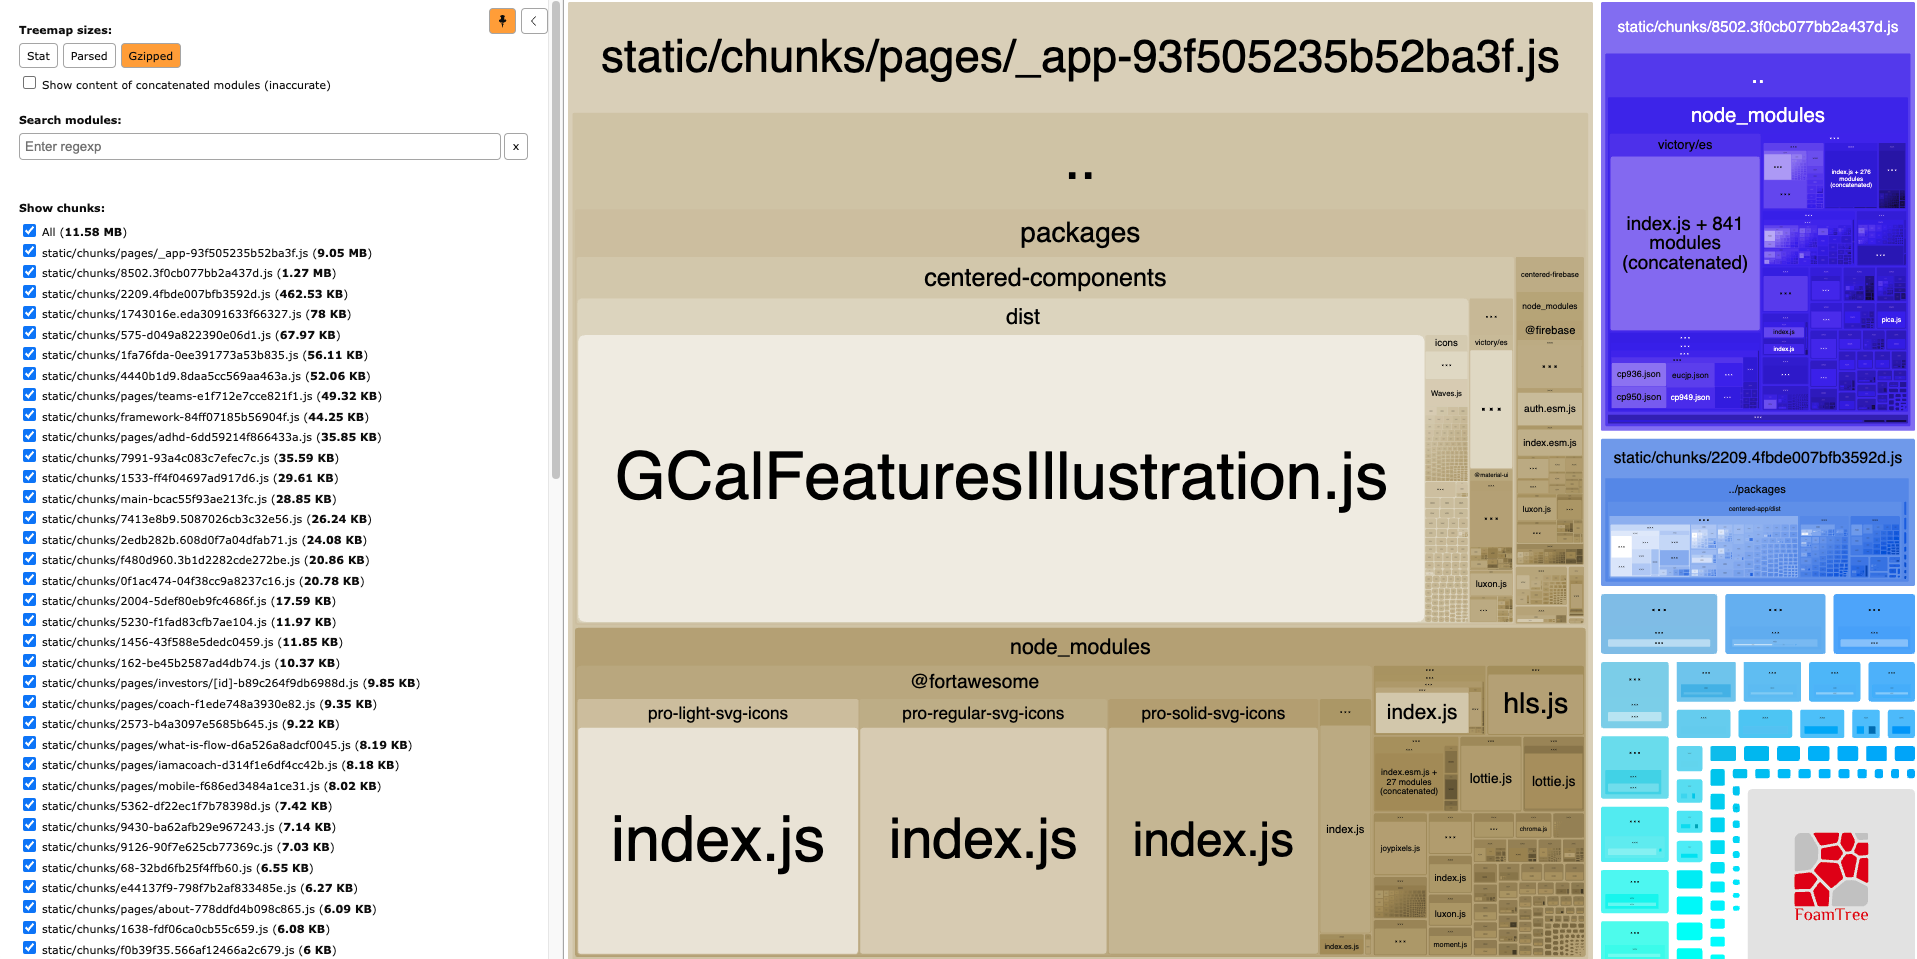 Treemap sizes:
Stat Parsed Gzipped
Show content of concatenated modules (inaccurate)
Search modules:
Enter regexp x
Show chunks:
All (11.58 MB)
static/chunks/pages/_app-93f505235b52ba3f.js (9.05 MB)
static/chunks/8502.3f0cb077bb2a437d.js (1.27 MB)
static/chunks/2209.4fbde007bfb3592d.js (462.53 KB)
static/chunks/1743016e.eda3091633f66327.js (78 KB)
static/chunks/575-d049a822390e06d1.js (67.97 KB)
static/chunks/1fa76fda-0ee391773a53b835.js (56.11 KB)
static/chunks/4440b1d9.8daa5cc569aa463a.js (52.06 KB)
static/chunks/pages/teams-e1f712e7cce821f1.js (49.32 KB)
static/chunks/framework-84ff07185b56904f.js (44.25 KB)
static/chunks/pages/adhd-6dd59214f866433a.js (35.85 KB)
static/chunks/7991-93a4c083c7efec7c.js (35.59 KB)
static/chunks/1533-ff4f04697ad917d6.js (29.61 KB)
static/chunks/main-bcac55f93ae213fc.js (28.85 KB)
static/chunks/7413e8b9.5087026cb3c32e56.js (26.24 KB)
static/chunks/2edb282b.608d0f7a04dfab71.js (24.08 KB)
static/chunks/f480d960.3b1d2282cde272be.js (20.86 KB)
static/chunks/0f1ac474-04f38cc9a8237c16.js (20.78 KB)
static/chunks/2004-5def80eb9fc4686f.js (17.59 KB)
static/chunks/5230-f1fad83cfb7ae104.js (11.97 KB)
static/chunks/1456-43f588e5dedc0459.js (11.85 KB)
static/chunks/162-be45b2587ad4db74.js (10.37 KB)
static/chunks/pages/investors/[id]-b89c264f9db6988d.js (9.85 KB)
static/chunks/pages/coach-f1ede748a3930e82.js (9.35 KB)
static/chunks/2573-b4a3097e5685b645.js (9.22 KB)
static/chunks/pages/what-is-flow-d6a526a8adcf0045.js (8.19 KB)
static/chunks/pages/iamacoach-d314f1e6df4cc42b.js (8.18 KB)
static/chunks/pages/mobile-f686ed3484a1ce31.js (8.02 KB)
static/chunks/5362-df22ec1f7b78398d.js (7.42 KB)
static/chunks/9430-ba62afb29e967243.js (7.14 KB)
static/chunks/9126-90f7e625cb77369c.js (7.03 KB)
static/chunks/68-32bd6fb25f4ffb60.js (6.55 KB)
static/chunks/e44137f9-798f7b2af833485e.js (6.27 KB)
static/chunks/pages/about-778ddfd4b098c865.js (6.09 KB)
static/chunks/1638-fdf06ca0cb55c659.js (6.08 KB)
static/chunks/f0b39f35.566af12466a2c679.js (6 KB)
static/chunks/pages/_app-93f505235b52ba3f.js
..
packages
centered-components
dist
GCalFeaturesIllustration.js
icons
...
Waves.js
...
victory/es
...
@material-ui
...
luxon.js
...
centered-firebase
node_modules
@firebase
...
auth.esm.js
index.esm.js
...
luxon.js
...
node_modules
@fortawesome
pro-light-svg-icons
index.js
pro-regular-svg-icons
index.js
pro-solid-svg-icons
index.js
...
index.js
index.es.js
index.js
hls.js
index.esm.js +
27 modules
(concatenated)
lottie.js
lottie.js
joypixels.js
chroma.js
index.js
luxon.js
moment.js
static/chunks/8502.3f0cb077bb2a437d.js
..
node_modules
victory/es
index.js + 841
modules
(concatenated)
index.js + 276
modules
(concatenated)
pica.js
index.js
index.js
cp936.json
eucjp.json
cp950.json
cp949.json
static/chunks/2209.4fbde007bfb3592d.js
../packages
centered-app/dist
FoamTree